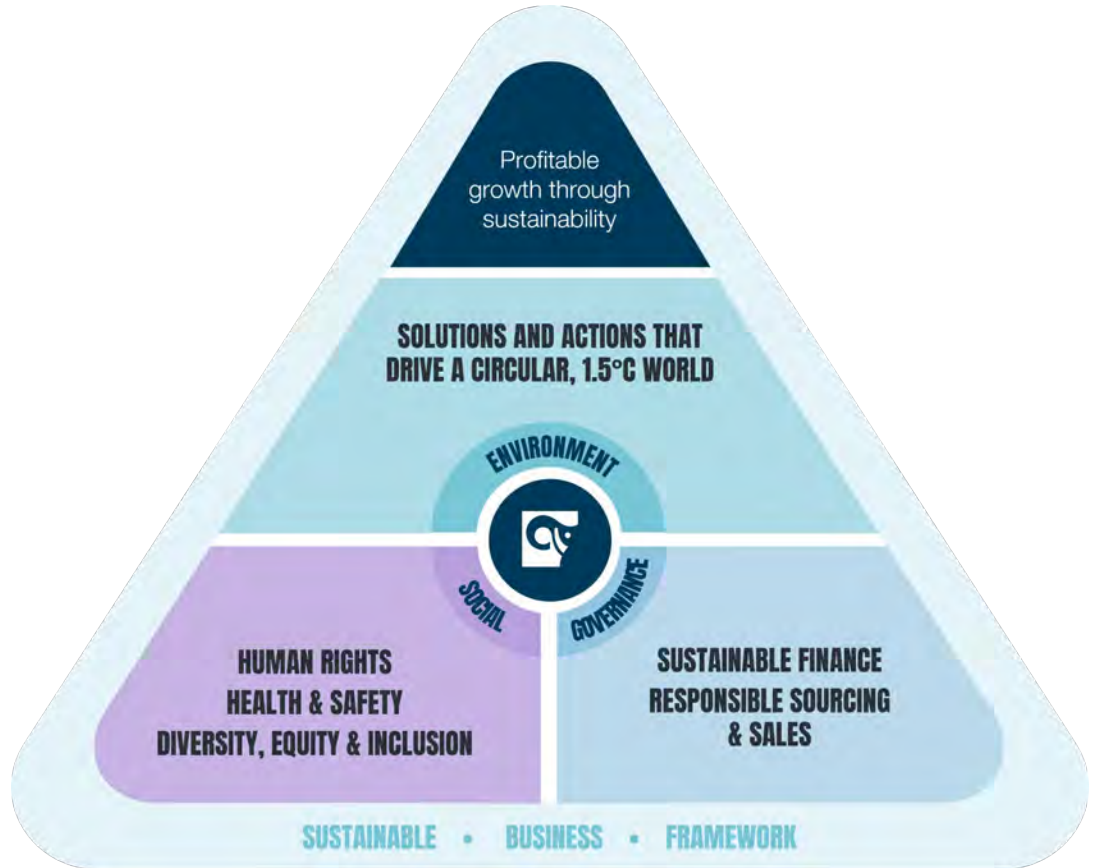 Profitable
growth through
sustainability
SOLUTIONS AND ACTIONS THAT
DRIVE A CIRCULAR, 1.5°C WORLD
ENVIRONMENT
SOCIAL
GOVERNANCE
HUMAN RIGHTS
HEALTH & SAFETY
DIVERSITY, EQUITY & INCLUSION
SUSTAINABLE FINANCE
RESPONSIBLE SOURCING
& SALES
SUSTAINABLE • BUSINESS • FRAMEWORK